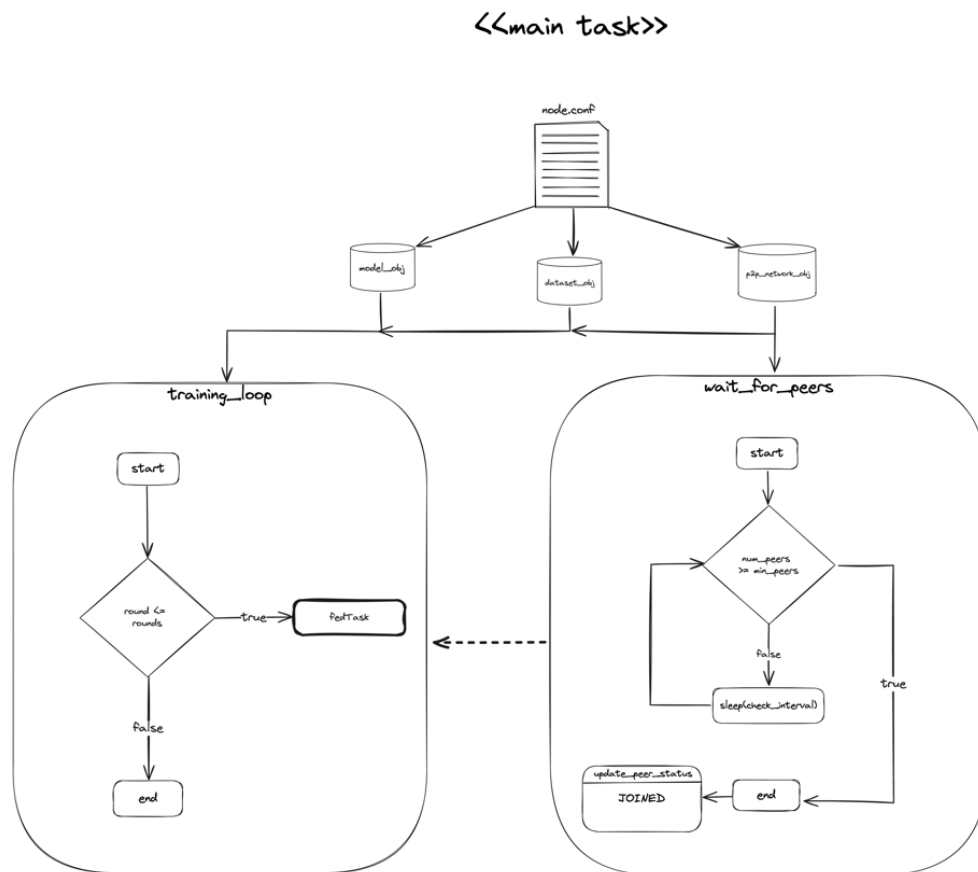 <<main task>>
node.conf
model_obj
dataset_obj
p2p_network_obj
training_loop
start
round <=
rounds
true
fedTask
false
end
wait_for_peers
start
num_peers
>= min_peers
false
sleep(check_interval)
true
update_peer_status
JOINED
end